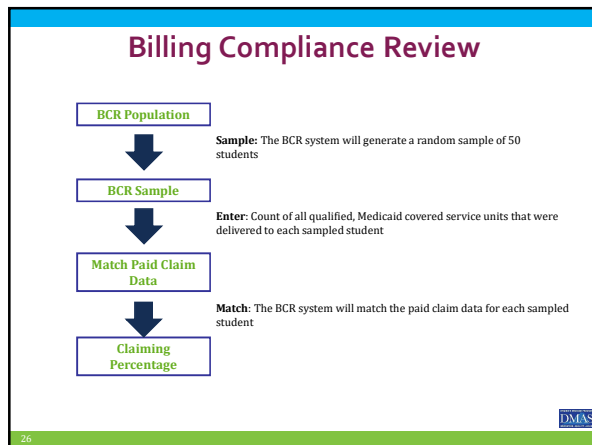 Billing Compliance Review
BCR Population
Sample: The BCR system will generate a random sample of 50
students
BCR Sample
Enter: Count of all qualified, Medicaid covered service units that were
delivered to each sampled student
Match Paid Claim
Data
Match: The BCR system will match the paid claim data for each sampled
student
Claiming
Percentage
DMAS
26